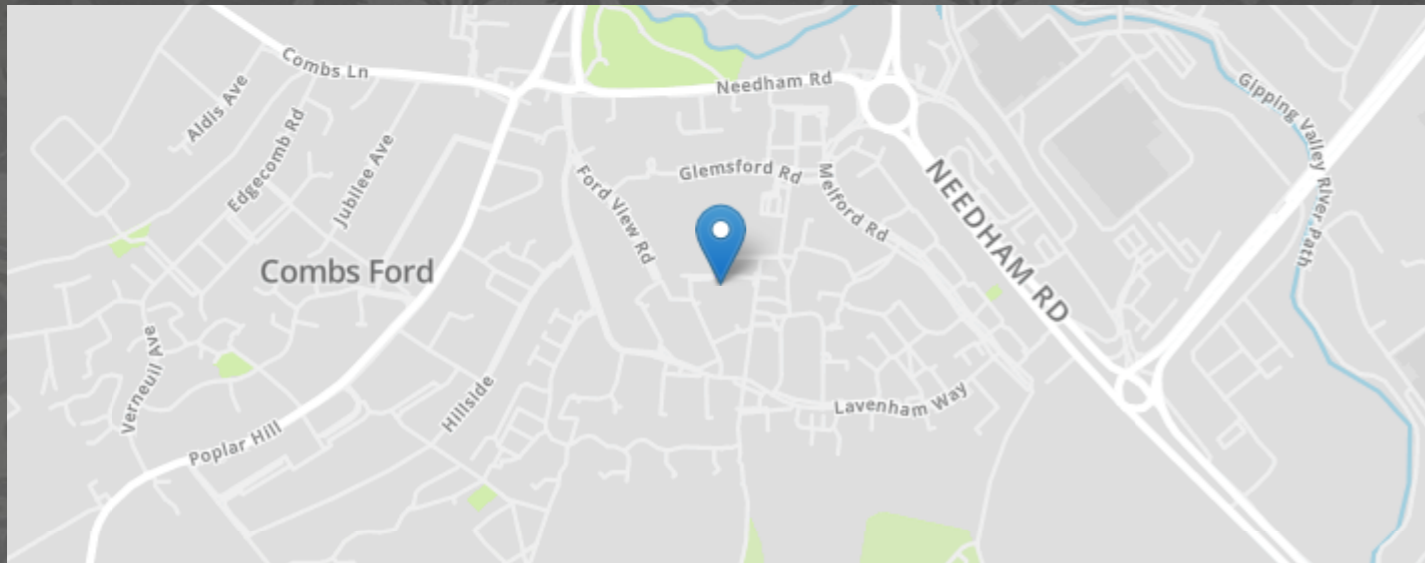 Combs Ln
Needham Rd
Aldis Ave
Edgecomb Rd
Jubilee Ave
Gipping Valley River Path
Ford View Rd
Glemsford Rd
Melford Rd
NEEDHAM RD
Combs Ford
Verneuil Ave
Hillside
Lavenham Way
Poplar Hill